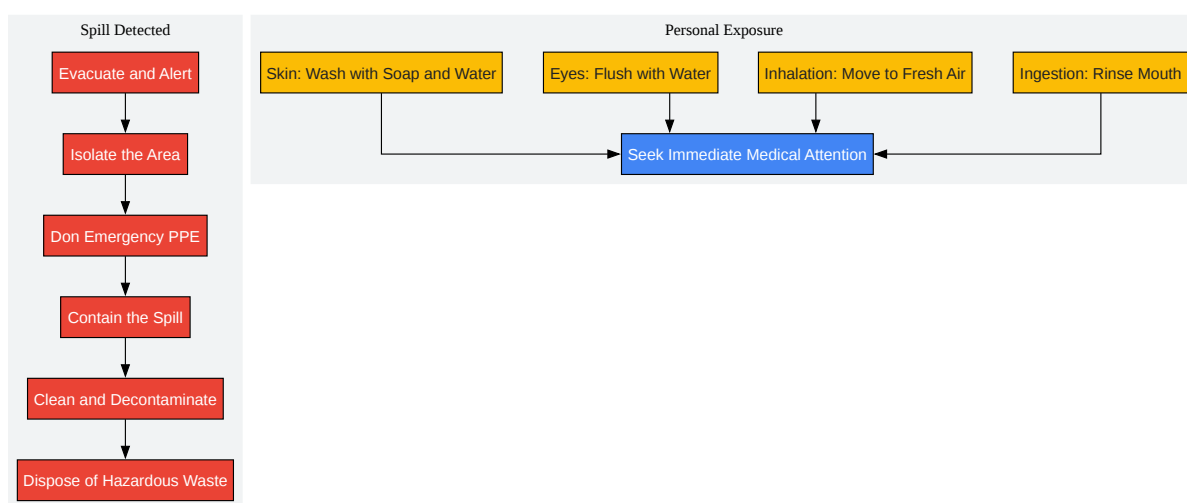 Spill Detected
Evacuate and Alert
Isolate the Area
Don Emergency PPE
Contain the Spill
Clean and Decontaminate
Dispose of Hazardous Waste
Personal Exposure
Skin: Wash with Soap and Water
Eyes: Flush with Water
Inhalation: Move to Fresh Air
Ingestion: Rinse Mouth
Seek Immediate Medical Attention